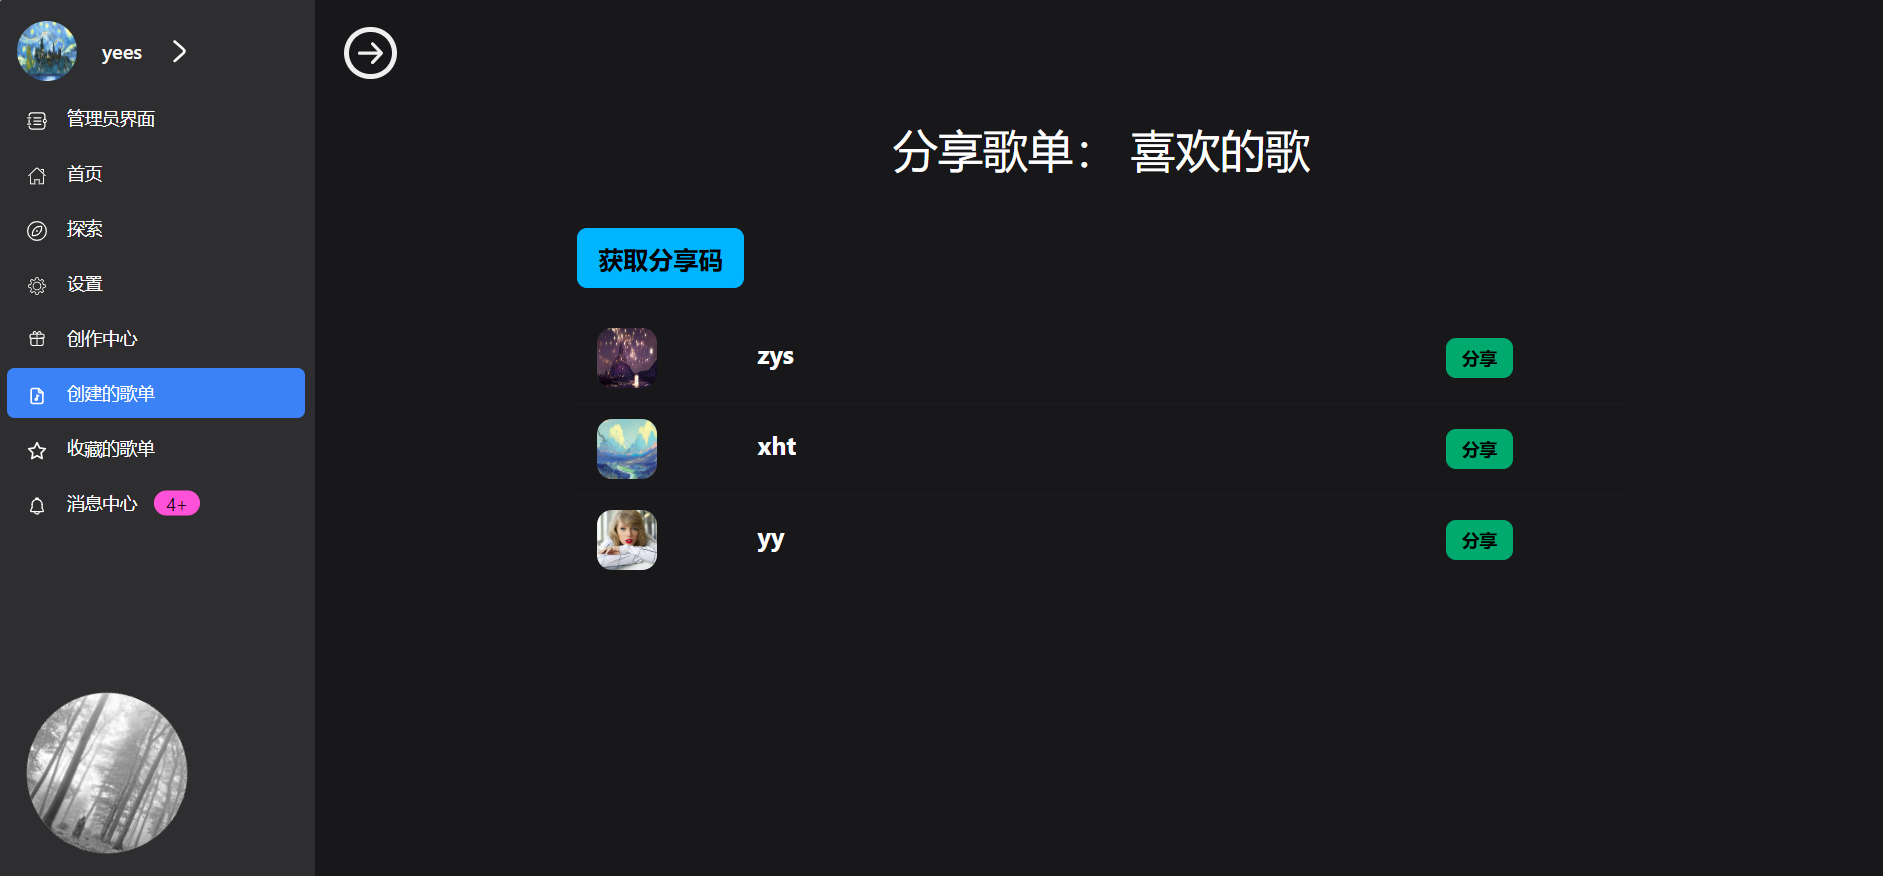 yees
管理员界面
首页
探索
设置
创作中心
创建的歌单
收藏的歌单
消息中心 4+
分享歌单： 喜欢的歌
获取分享码
zys 分享
xht 分享
yy 分享